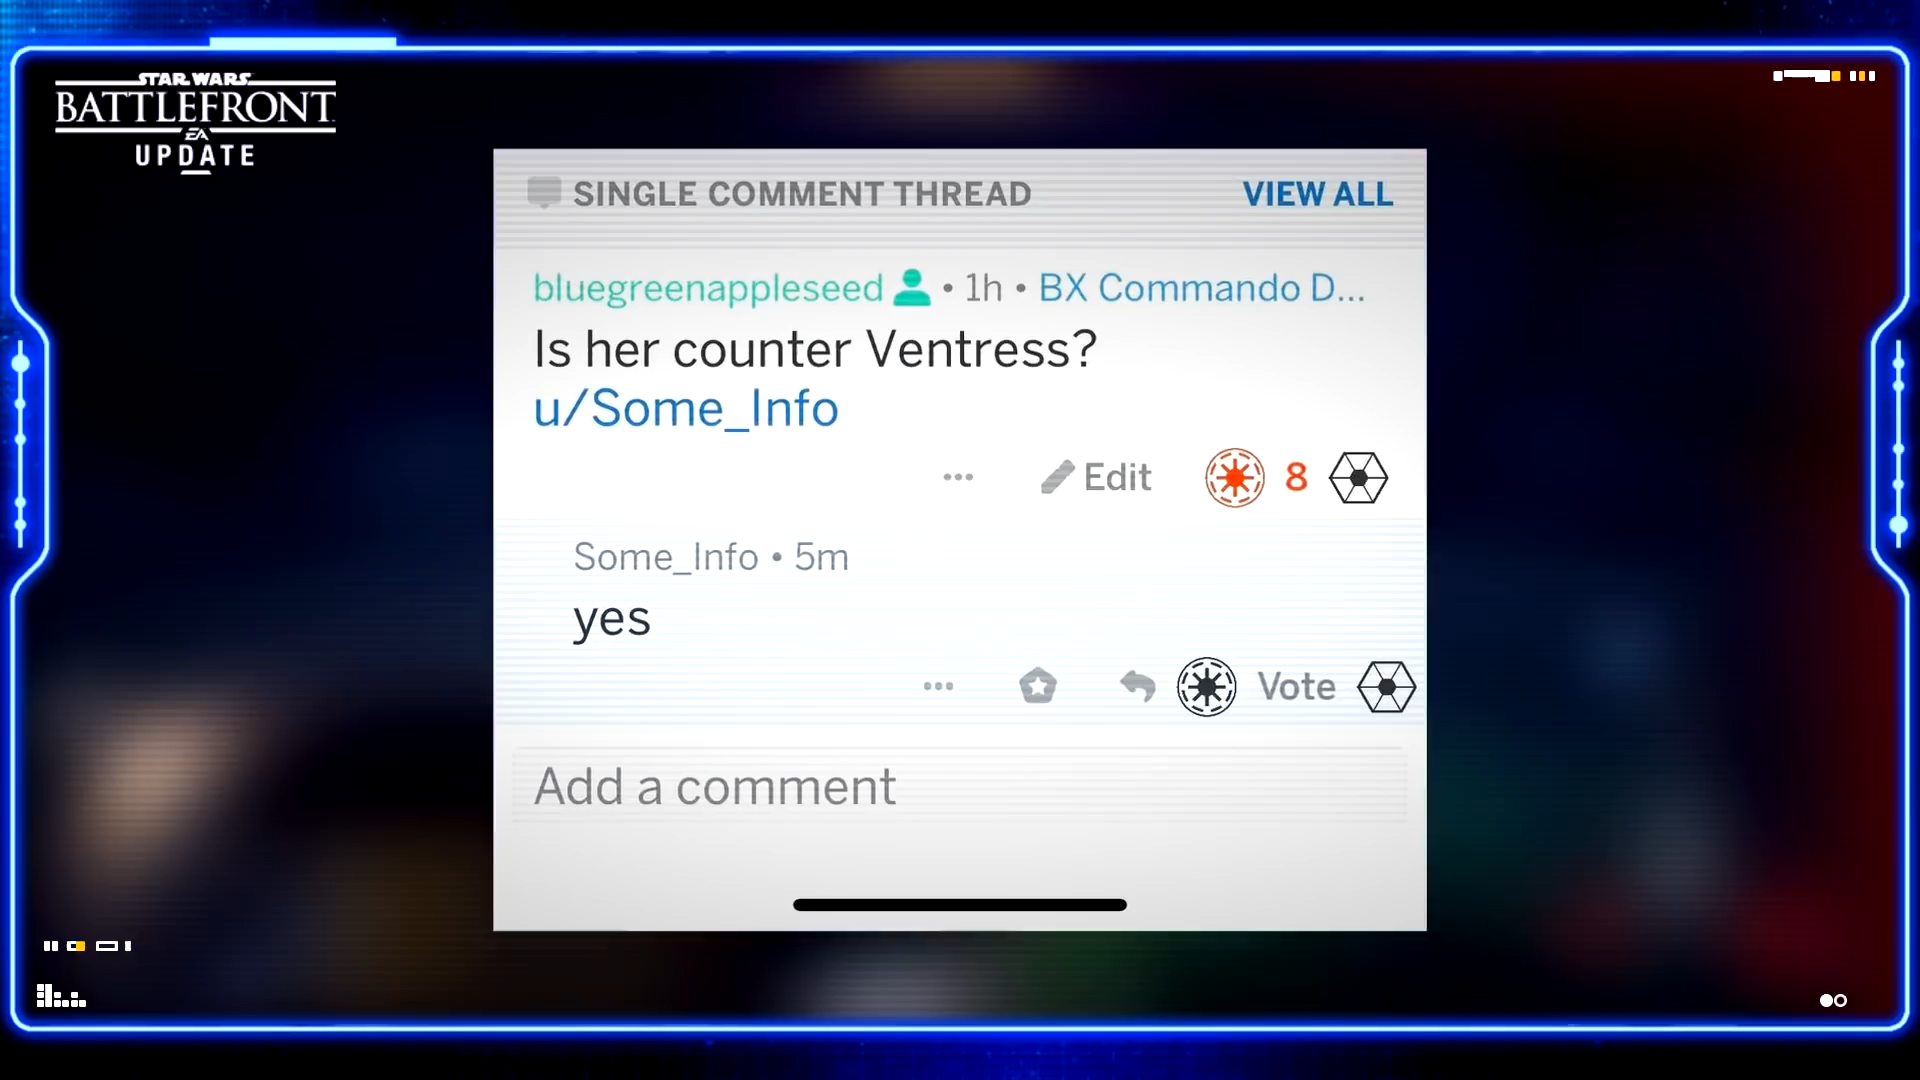 STAR WARS
BATTLEFRONT
EA
UPDATE
SINGLE COMMENT THREAD VIEW ALL
bluegreenappleseed • 1h • BX Commando D...
Is her counter Ventress?
u/Some_Info
... Edit 8
Some_Info • 5m
yes
... Vote
Add a comment